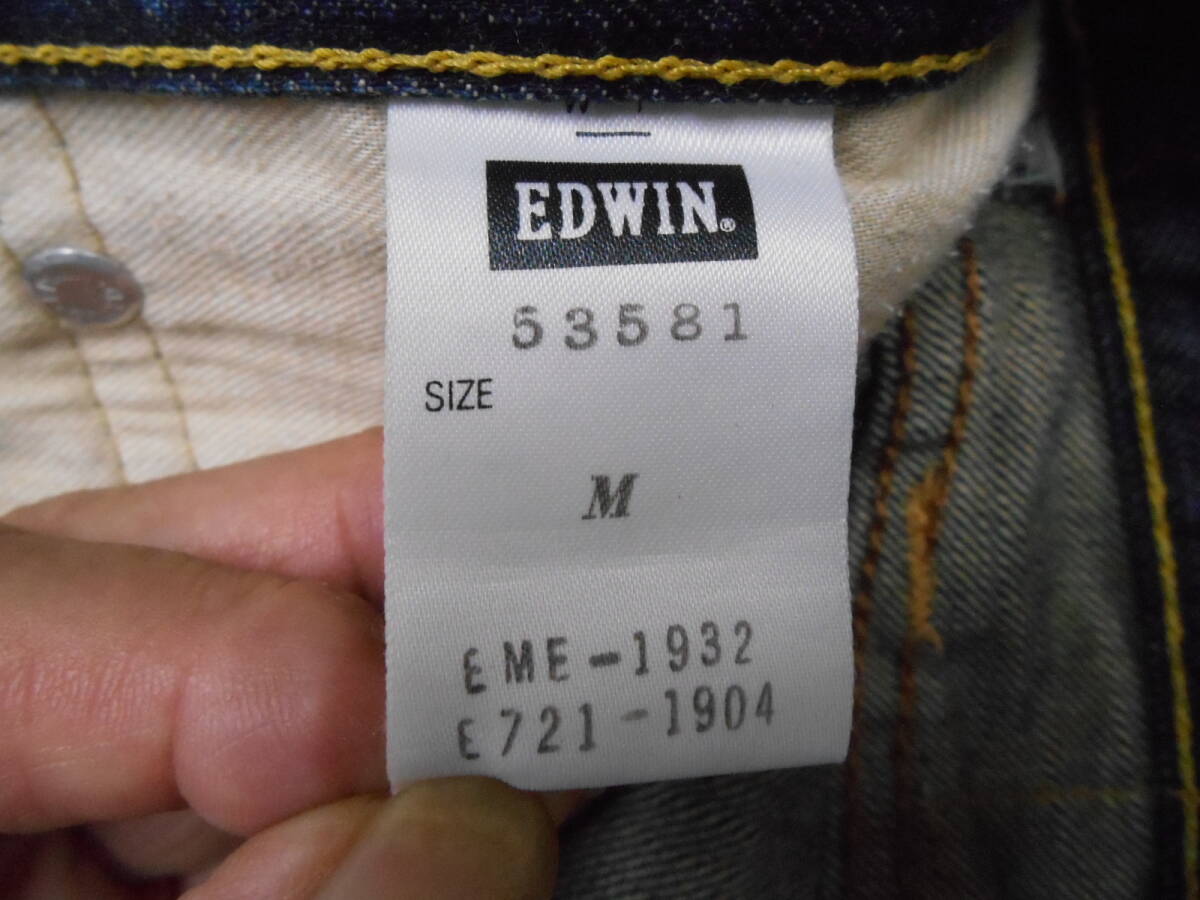 EDWIN®
53581
SIZE
M
EME-1932
E721-1904